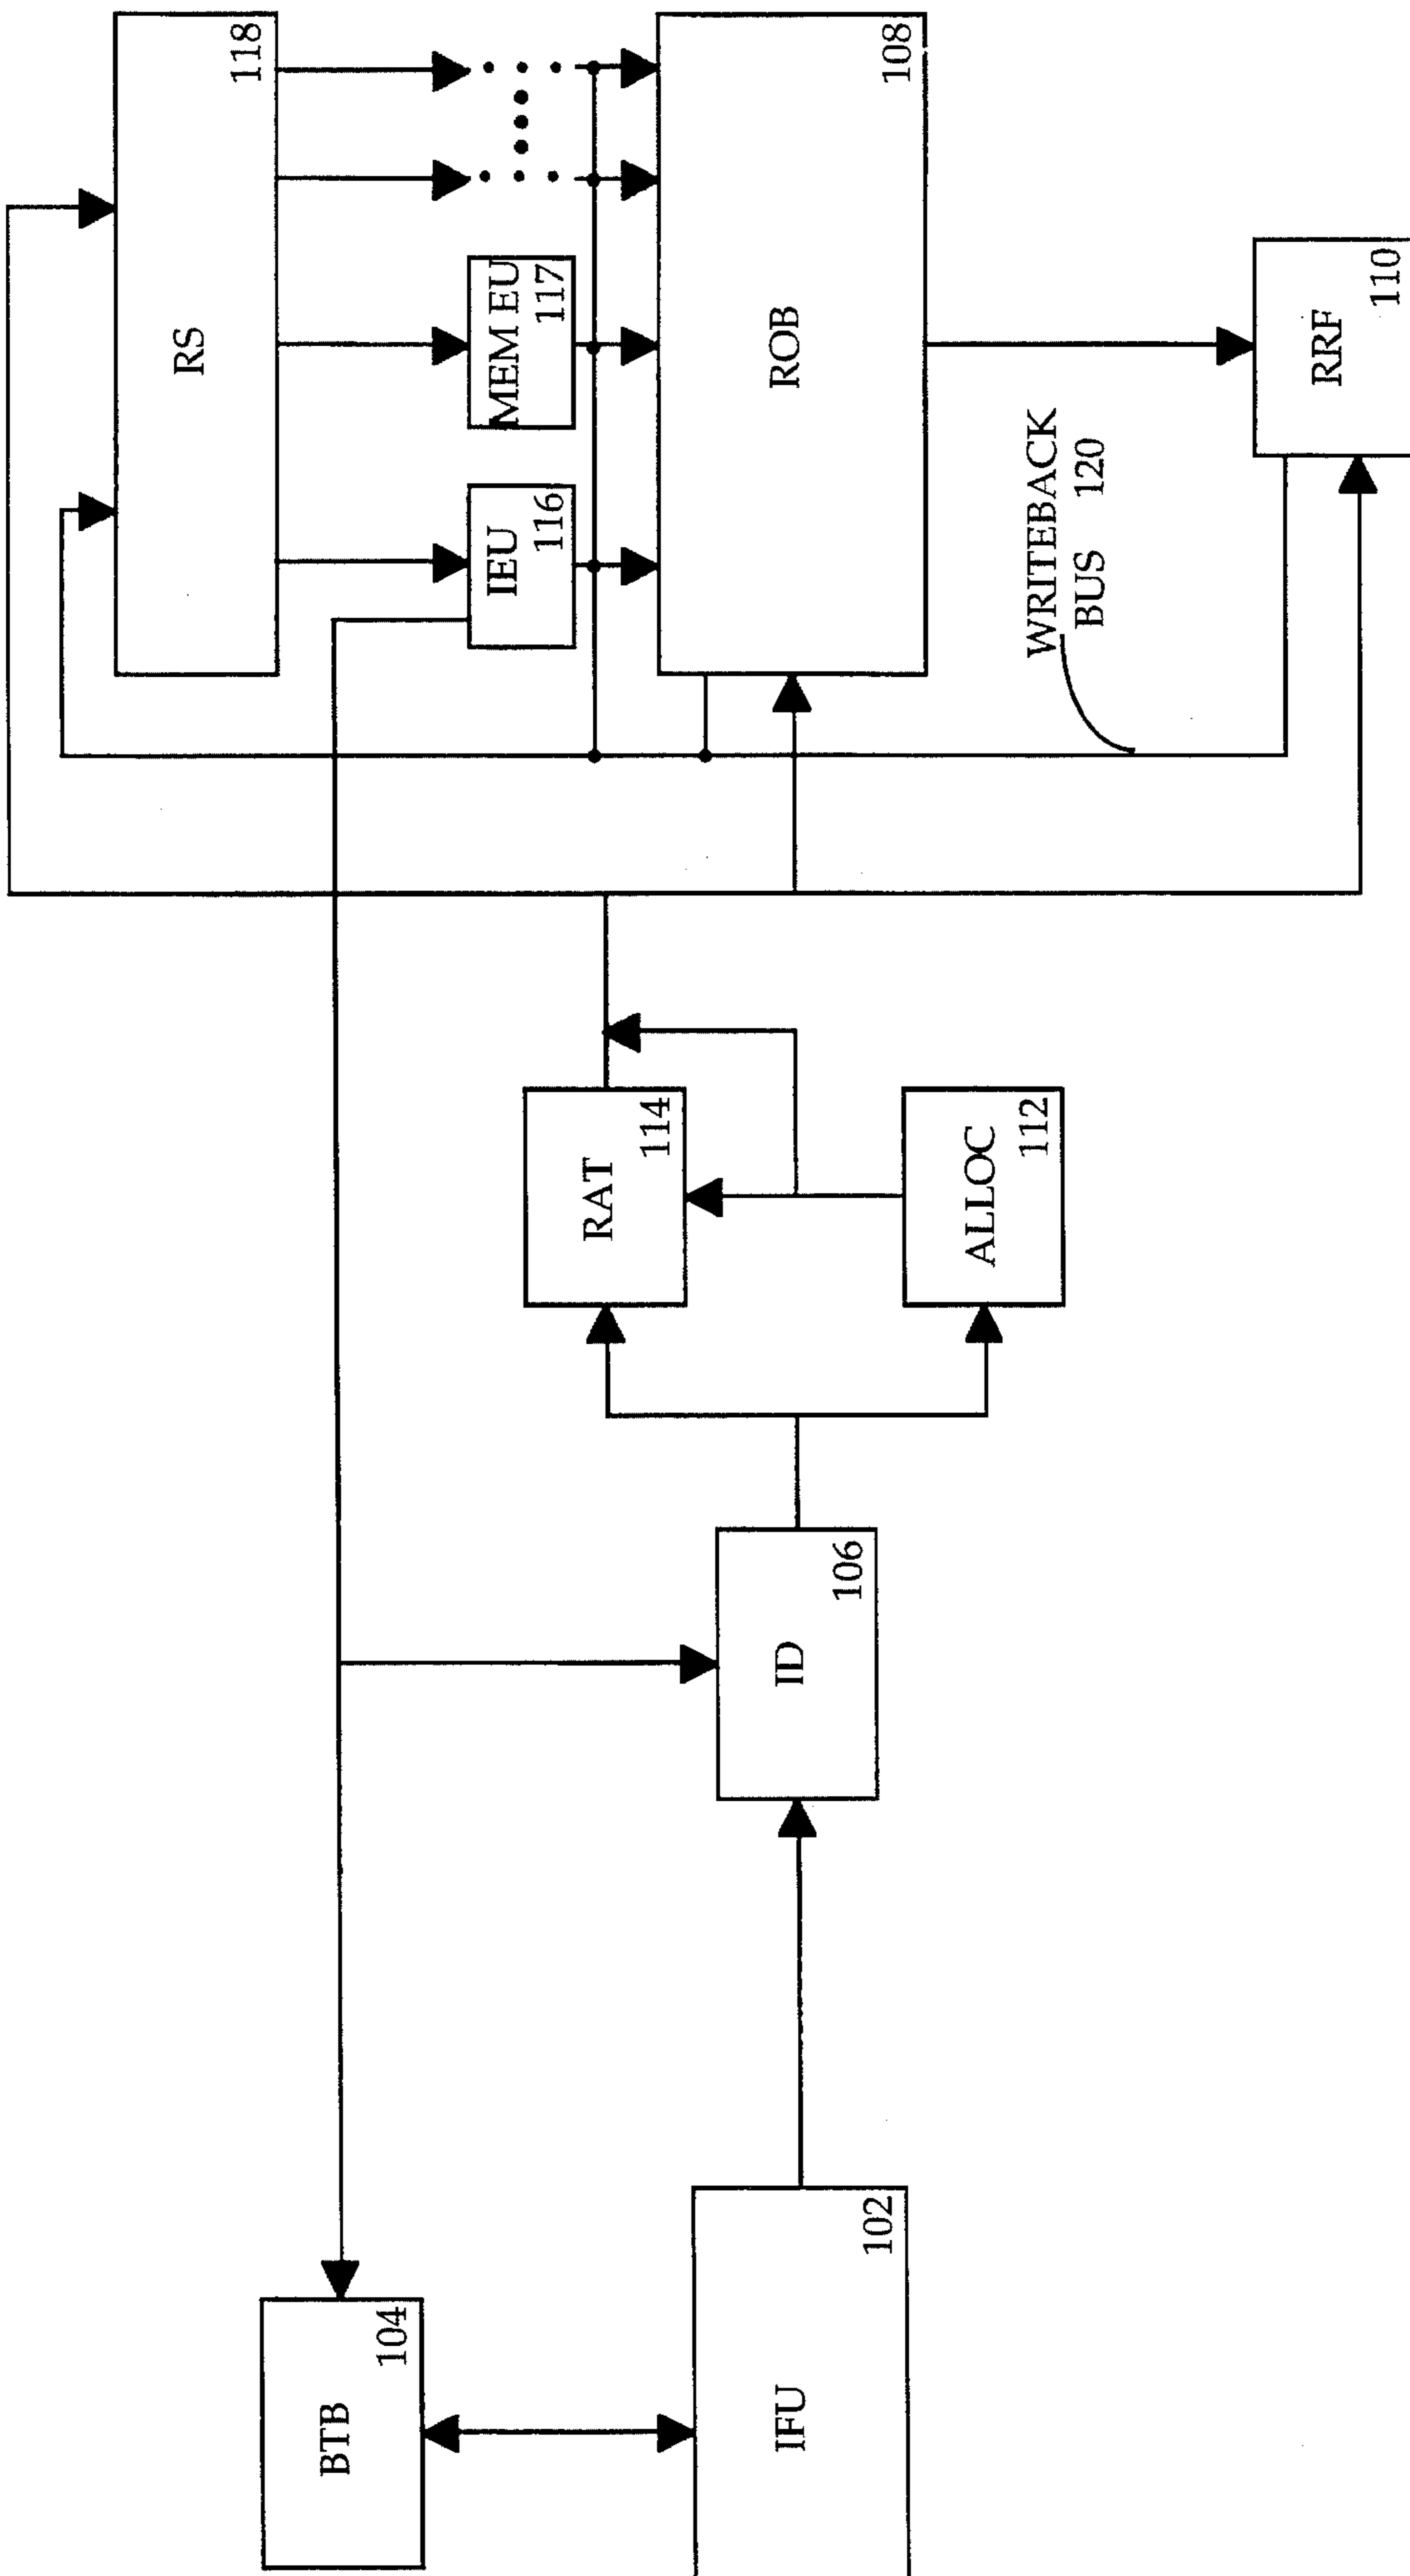 BTB
104
IFU
102
ID
106
RAT
114
ALLOC
112
RS
118
IEU
116
MEM EU
117
ROB
108
WRITEBACK
BUS 120
RRF
110